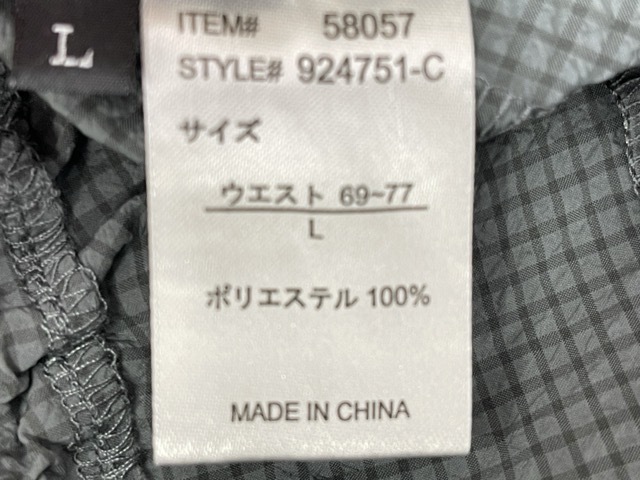 L
ITEM# 58057
STYLE# 924751-C
サイズ
ウエスト 69~77
L
ポリエステル 100%
MADE IN CHINA